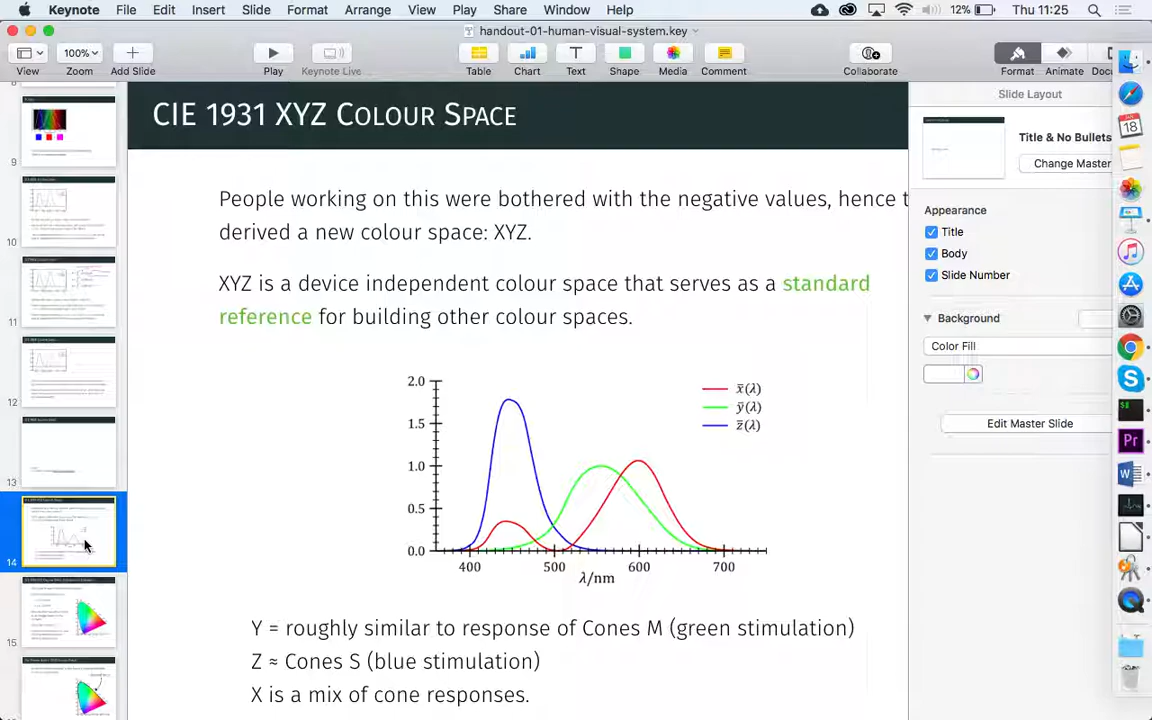 Keynote File Edit Insert Slide Format Arrange View Play Share Window Help 12% Thu 11:25
handout-01-human-visual-system.key
100%
View Zoom Add Slide Play Keynote Live Table Chart Text Shape Media Comment Collaborate Format Animate
T
CIE 1931 XYZ Colour Space
People working on this were bothered with the negative values, hence t
derived a new colour space: XYZ.
XYZ is a device independent colour space that serves as a standard
reference for building other colour spaces.
2.0
1.5
1.0
0.5
0.0
400 500 600 700
λ/nm
x̄(λ)
ȳ(λ)
z̄(λ)
Y = roughly similar to response of Cones M (green stimulation)
Z ≈ Cones S (blue stimulation)
X is a mix of cone responses.
9
10
11
12
13
14
15
Slide Layout
Title & No Bullets
Change Master
Appearance
Title
Body
Slide Number
Background
Color Fill
Edit Master Slide
JAN
18
Pr